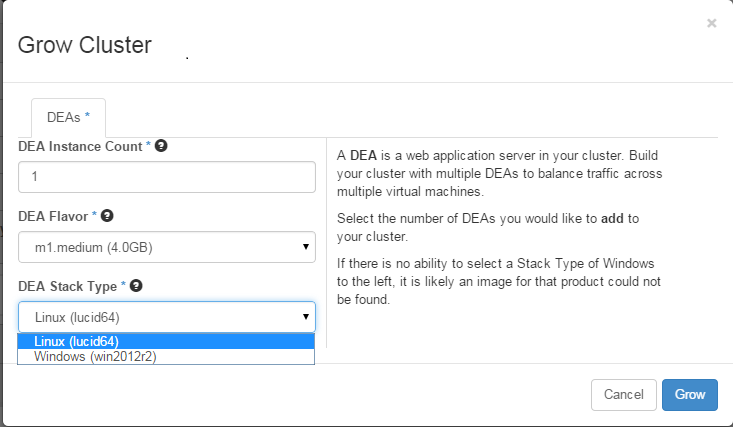 ×
Grow Cluster
.
DEAs *
DEA Instance Count * ?
1
DEA Flavor * ?
m1.medium (4.0GB)
DEA Stack Type * ?
Linux (lucid64)
Linux (lucid64)
Windows (win2012r2)
A DEA is a web application server in your cluster. Build
your cluster with multiple DEAs to balance traffic across
multiple virtual machines.
Select the number of DEAs you would like to add to
your cluster.
If there is no ability to select a Stack Type of Windows
to the left, it is likely an image for that product could not
be found.
Cancel
Grow